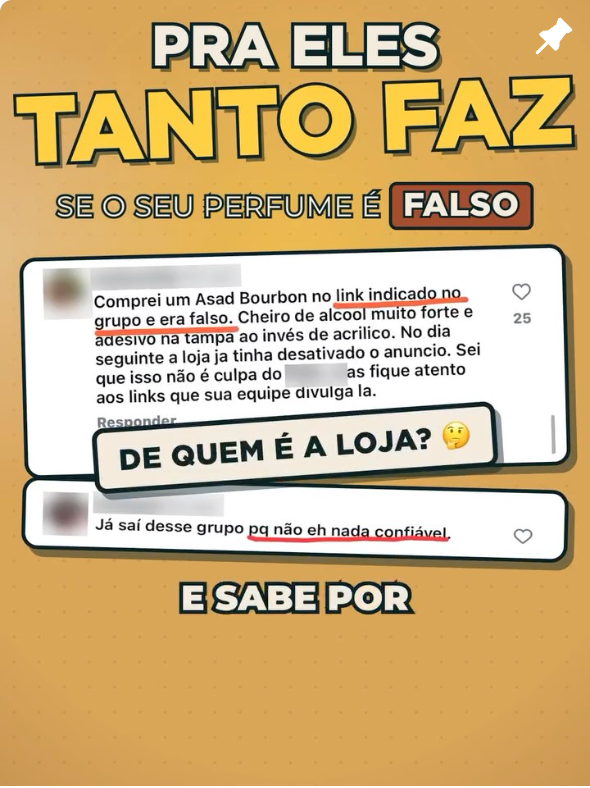 PRA ELES
TANTO FAZ
SE O SEU PERFUME É FALSO
Comprei um Asad Bourbon no link indicado no
grupo e era falso. Cheiro de alcool muito forte e
adesivo na tampa ao invés de acrilico. No dia
seguinte a loja ja tinha desativado o anuncio. Sei
que isso não é culpa do as fique atento
aos links que sua equipe divulga la.
25
Responder
DE QUEM É A LOJA? 🤔
Já saí desse grupo pq não eh nada confiável.
E SABE POR